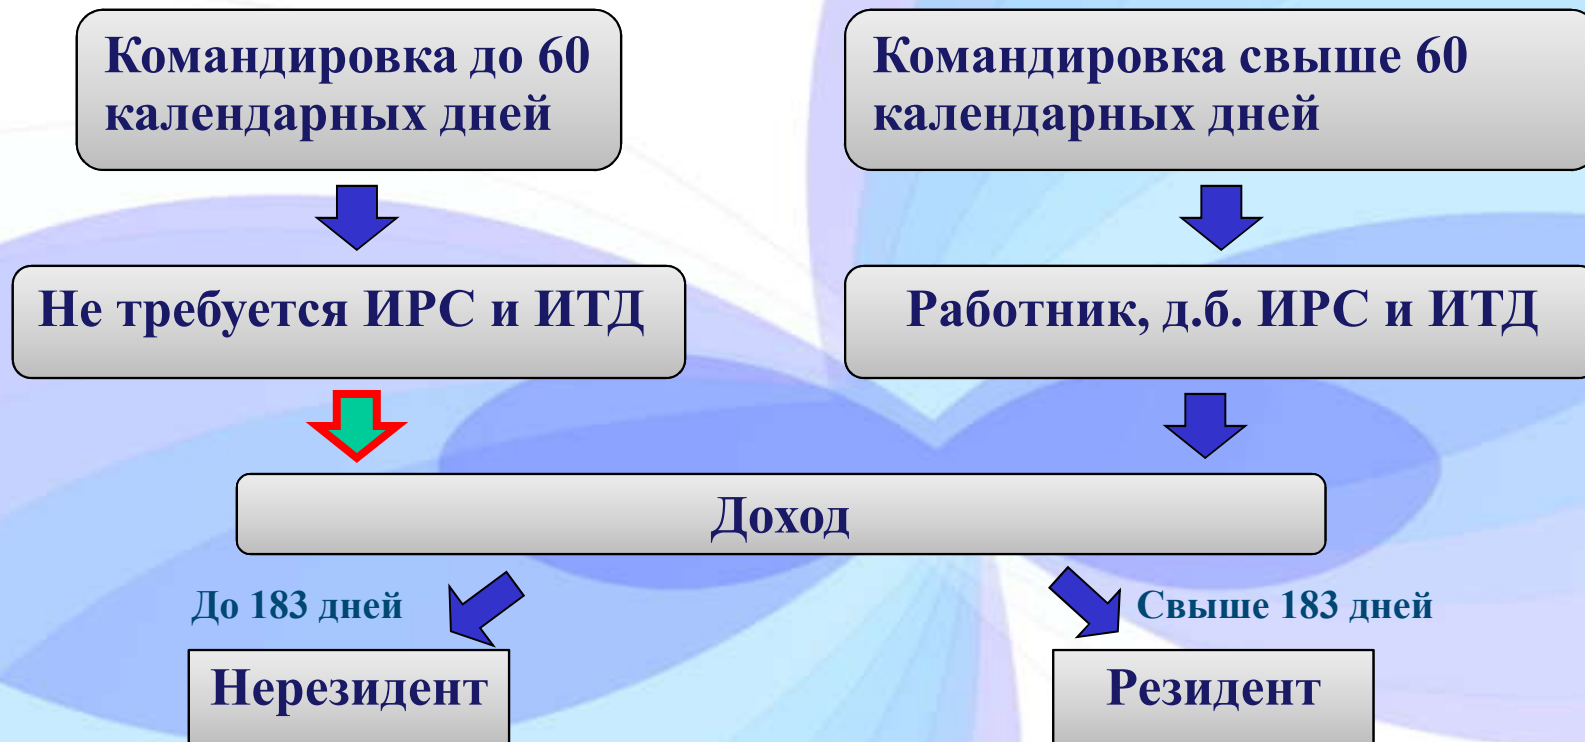 Командировка до 60
календарных дней
Командировка свыше 60
календарных дней
Не требуется ИРС и ИТД
Работник, д.б. ИРС и ИТД
Доход
До 183 дней
Свыше 183 дней
Нерезидент
Резидент